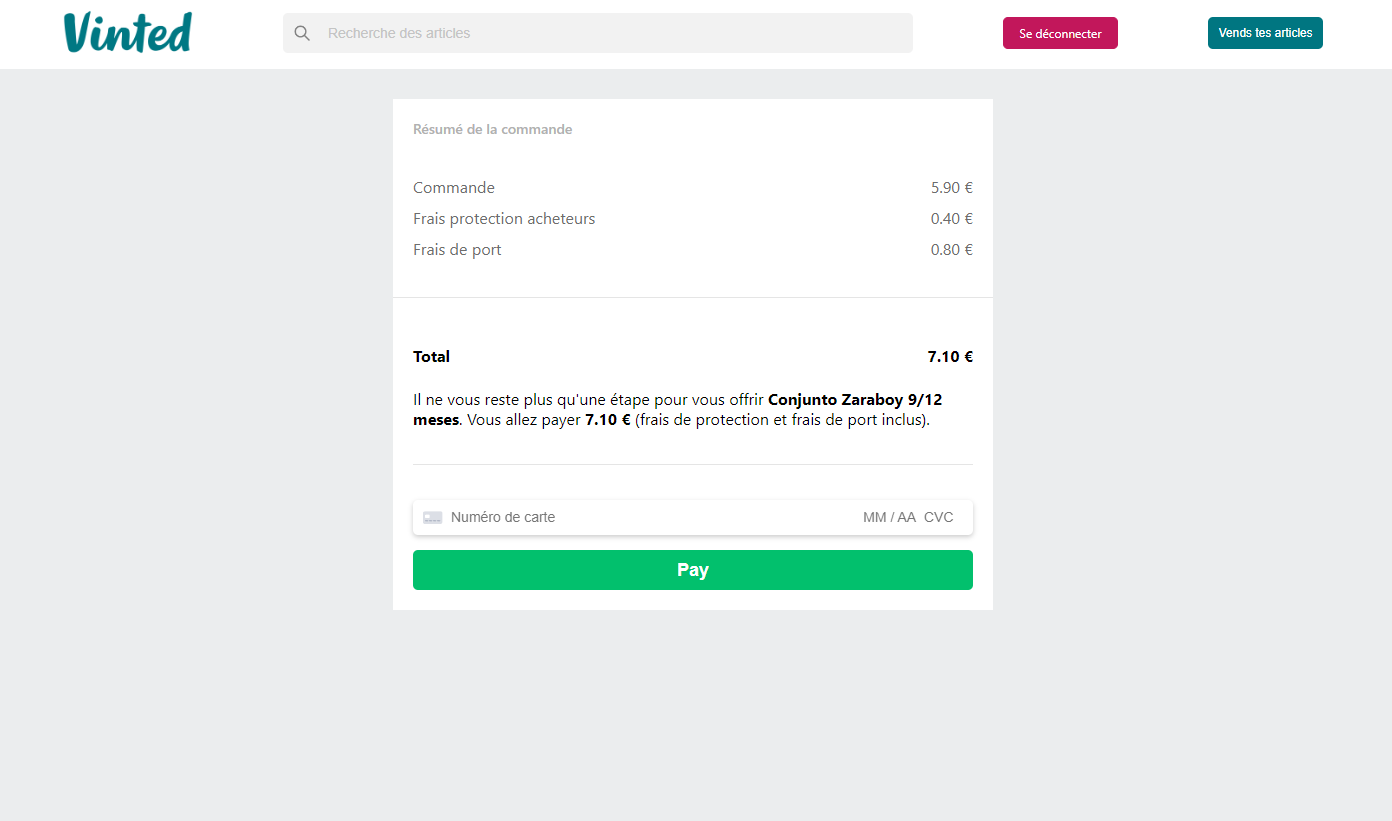 Vinted
Recherche des articles
Se déconnecter
Vends tes articles
Résumé de la commande
Commande 5.90 €
Frais protection acheteurs 0.40 €
Frais de port 0.80 €
Total 7.10 €
Il ne vous reste plus qu'une étape pour vous offrir Conjunto Zaraboy 9/12
meses. Vous allez payer 7.10 € (frais de protection et frais de port inclus).
Numéro de carte MM / AA CVC
Pay